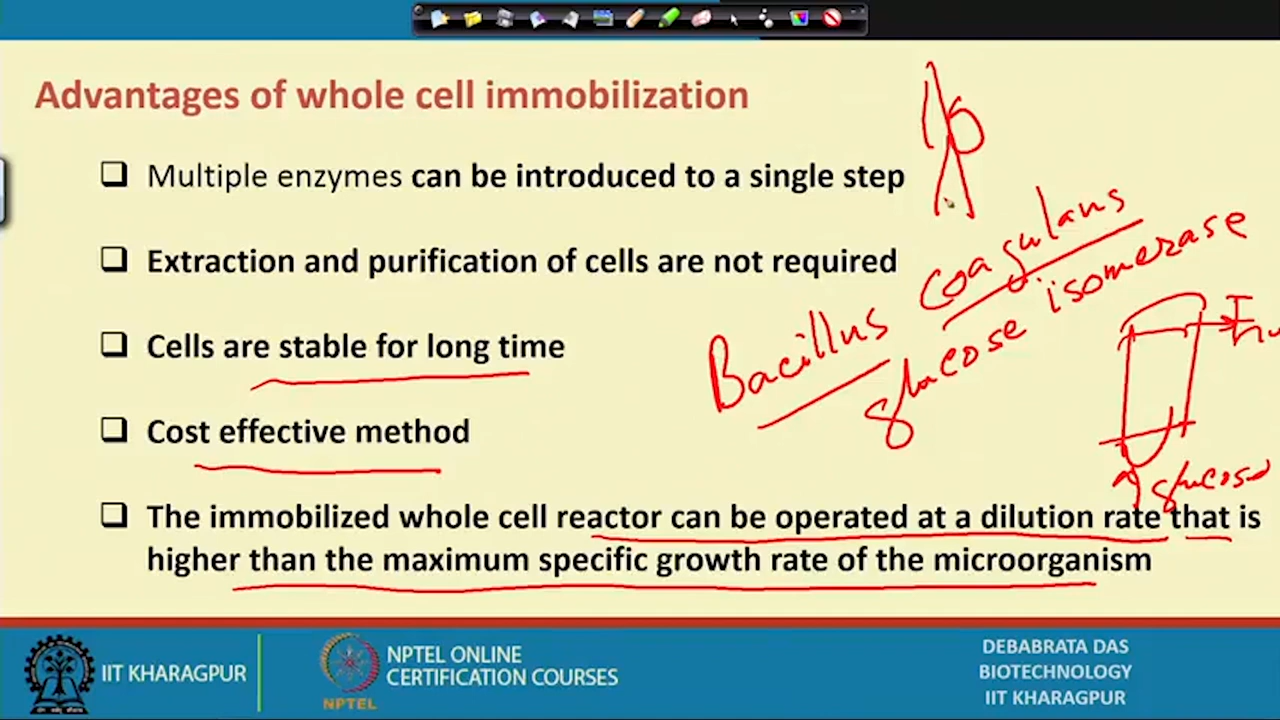 Advantages of whole cell immobilization
❑ Multiple enzymes can be introduced to a single step
❑ Extraction and purification of cells are not required
❑ Cells are stable for long time
❑ Cost effective method
❑ The immobilized whole cell reactor can be operated at a dilution rate that is
higher than the maximum specific growth rate of the microorganism
Bacillus coagulans
glucose isomerase
glucose
IIT KHARAGPUR
NPTEL
NPTEL ONLINE
CERTIFICATION COURSES
DEBABRATA DAS
BIOTECHNOLOGY
IIT KHARAGPUR